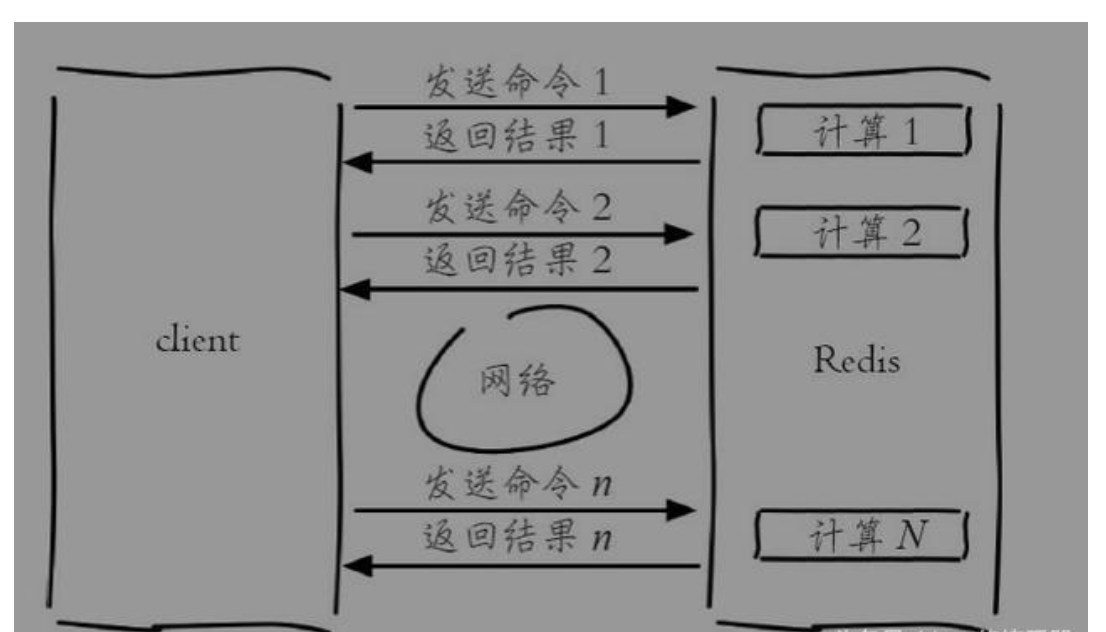 发送命令 1
返回结果 1
计算 1
发送命令 2
返回结果 2
计算 2
client
网络
Redis
发送命令 n
返回结果 n
计算 N